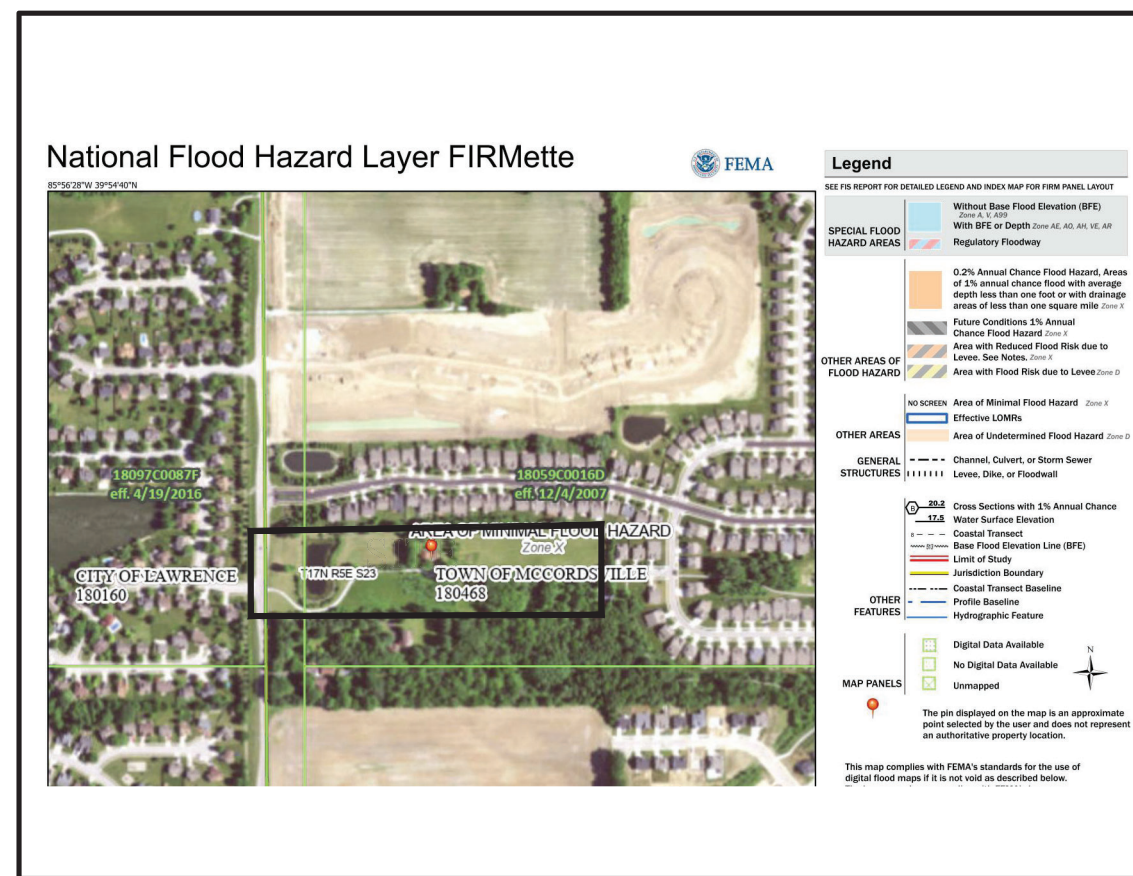 National Flood Hazard Layer FIRMette
FEMA
85°56'28"W 39°54'40"N
18097C0087F
eff. 4/19/2016
18059C0016D
eff. 12/4/2007
AREA OF MINIMAL FLOOD HAZARD
Zone X
T17N R5E S23
CITY OF LAWRENCE
180160
TOWN OF MCCORDSVILLE
180468
Legend
SEE FIS REPORT FOR DETAILED LEGEND AND INDEX MAP FOR FIRM PANEL LAYOUT
SPECIAL FLOOD
HAZARD AREAS
Without Base Flood Elevation (BFE)
Zone A, V, A99
With BFE or Depth Zone AE, AO, AH, VE, AR
Regulatory Floodway
OTHER AREAS OF
FLOOD HAZARD
0.2% Annual Chance Flood Hazard, Areas
of 1% annual chance flood with average
depth less than one foot or with drainage
areas of less than one square mile Zone X
Future Conditions 1% Annual
Chance Flood Hazard Zone X
Area with Reduced Flood Risk due to
Levee. See Notes. Zone X
Area with Flood Risk due to Levee Zone D
OTHER AREAS
NO SCREEN Area of Minimal Flood Hazard Zone X
Effective LOMRs
Area of Undetermined Flood Hazard Zone D
GENERAL
STRUCTURES
Channel, Culvert, or Storm Sewer
Levee, Dike, or Floodwall
OTHER
FEATURES
B 20.2 Cross Sections with 1% Annual Chance
17.5 Water Surface Elevation
8 Coastal Transect
513 Base Flood Elevation Line (BFE)
Limit of Study
Jurisdiction Boundary
Coastal Transect Baseline
Profile Baseline
Hydrographic Feature
MAP PANELS
Digital Data Available
No Digital Data Available
Unmapped
N
The pin displayed on the map is an approximate
point selected by the user and does not represent
an authoritative property location.
This map complies with FEMA's standards for the use of
digital flood maps if it is not void as described below.